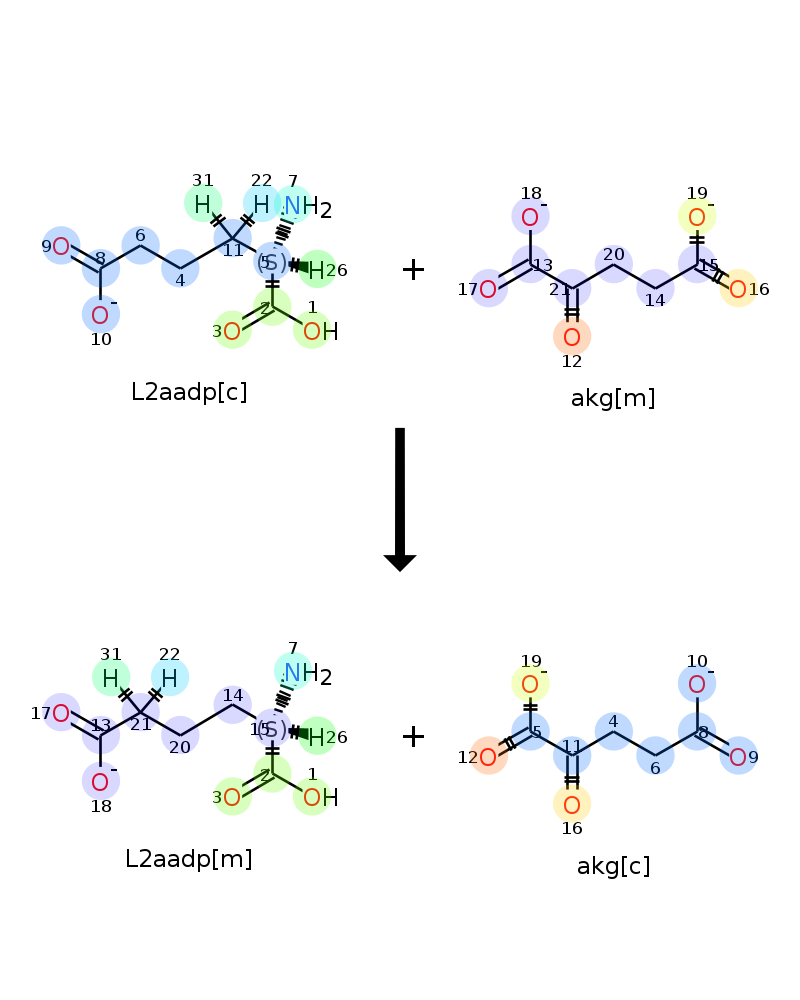 31 22 7
H H NH2
9 O 8 6 4 11 (S) 5 H 26
O- 10
3 O 2 1 OH
L2aadp[c]
+
18 O- 19 O-
17 O 13 21 20 14 15 O 16
O 12
akg[m]
31 22 7
H H NH2
17 O 13 21 20 14 (S) 15 H 26
O- 18
3 O 2 1 OH
L2aadp[m]
+
19 O- 10 O-
12 O 5 11 4 6 8 O 9
O 16
akg[c]